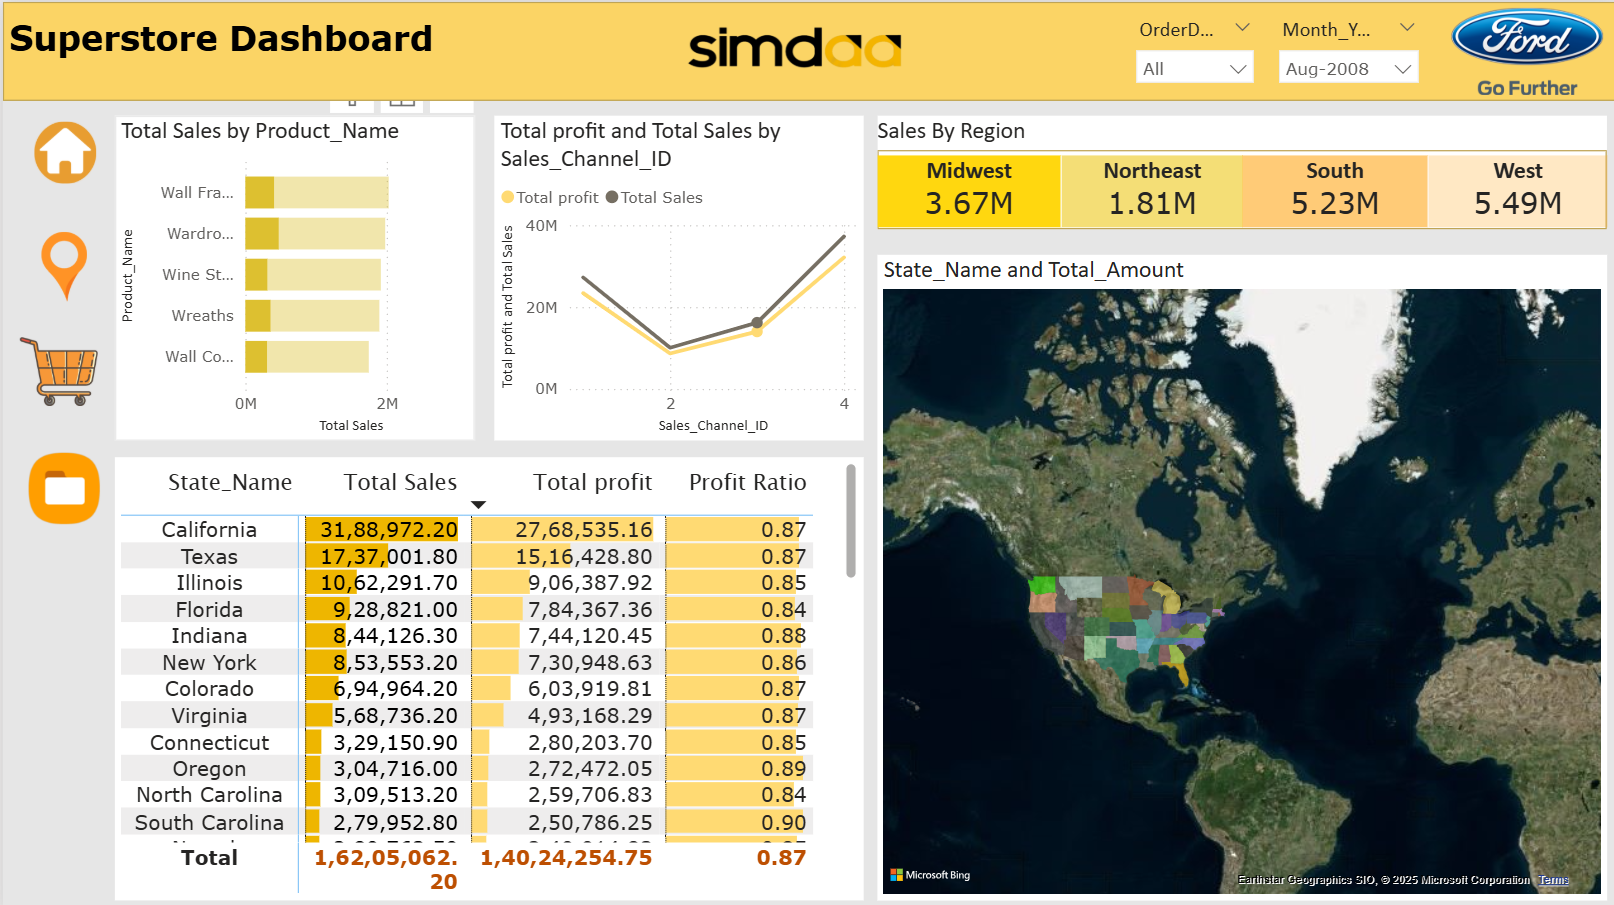 Superstore Dashboard
simdaa
OrderD...
All
Month_Y...
Aug-2008
Ford
Go Further
Total Sales by Product_Name
Product_Name
Wall Fra...
Wardro...
Wine St...
Wreaths
Wall Co...
0M 2M
Total Sales
Total profit and Total Sales by
Sales_Channel_ID
Total profit Total Sales
Total profit and Total Sales
40M
20M
0M
2 4
Sales_Channel_ID
Sales By Region
Midwest Northeast South West
3.67M 1.81M 5.23M 5.49M
State_Name and Total_Amount
Microsoft Bing
Earthstar Geographics SIO, © 2025 Microsoft Corporation Terms
State_Name Total Sales Total profit Profit Ratio
California 31,88,972.20 27,68,535.16 0.87
Texas 17,37,001.80 15,16,428.80 0.87
Illinois 10,62,291.70 9,06,387.92 0.85
Florida 9,28,821.00 7,84,367.36 0.84
Indiana 8,44,126.30 7,44,120.45 0.88
New York 8,53,553.20 7,30,948.63 0.86
Colorado 6,94,964.20 6,03,919.81 0.87
Virginia 5,68,736.20 4,93,168.29 0.87
Connecticut 3,29,150.90 2,80,203.70 0.85
Oregon 3,04,716.00 2,72,472.05 0.89
North Carolina 3,09,513.20 2,59,706.83 0.84
South Carolina 2,79,952.80 2,50,786.25 0.90
Total 1,62,05,062. 1,40,24,254.75 0.87
20